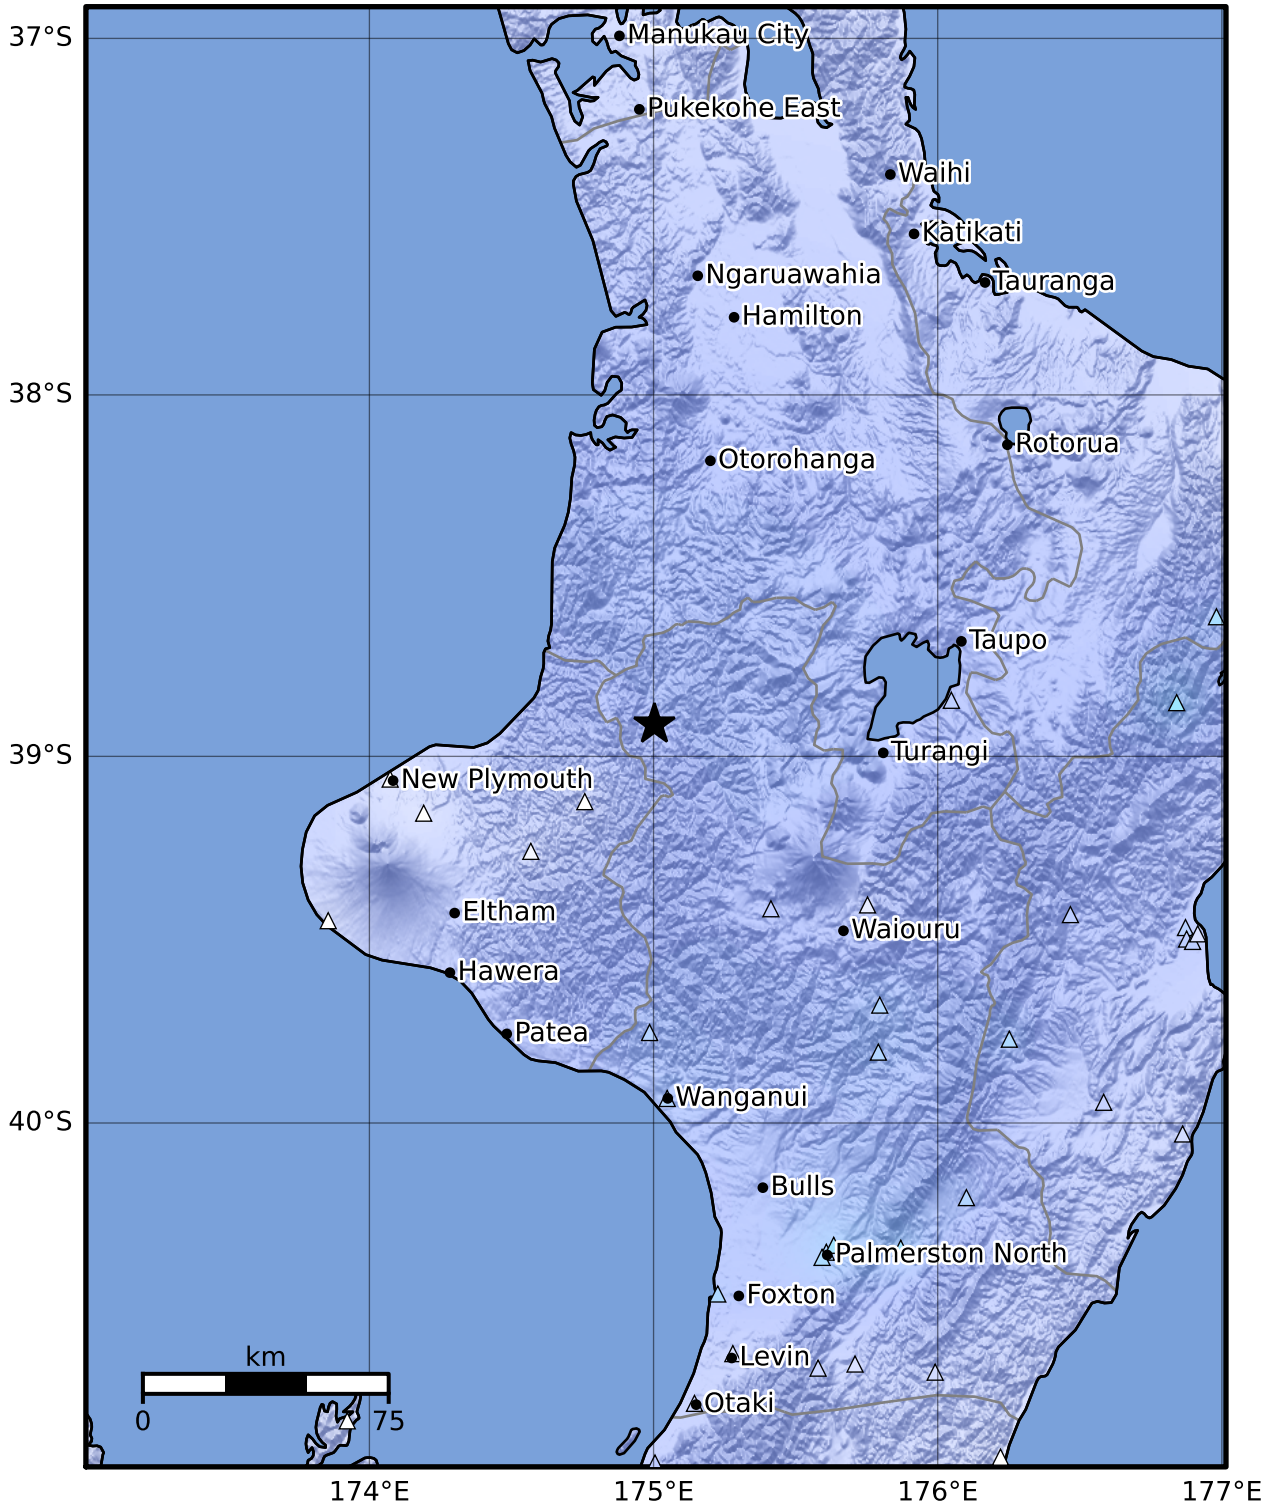 37°S
Manukau City
Pukekohe East
Waihi
Katikati
Ngaruawahia
Tauranga
Hamilton
38°S
Rotorua
Otorohanga
Taupo
39°S
Turangi
New Plymouth
Eltham
Waiouru
Hawera
Patea
Wanganui
40°S
Bulls
Palmerston North
Foxton
km
Levin
Otaki
0
75
174°E
175°E
176°E
177°E